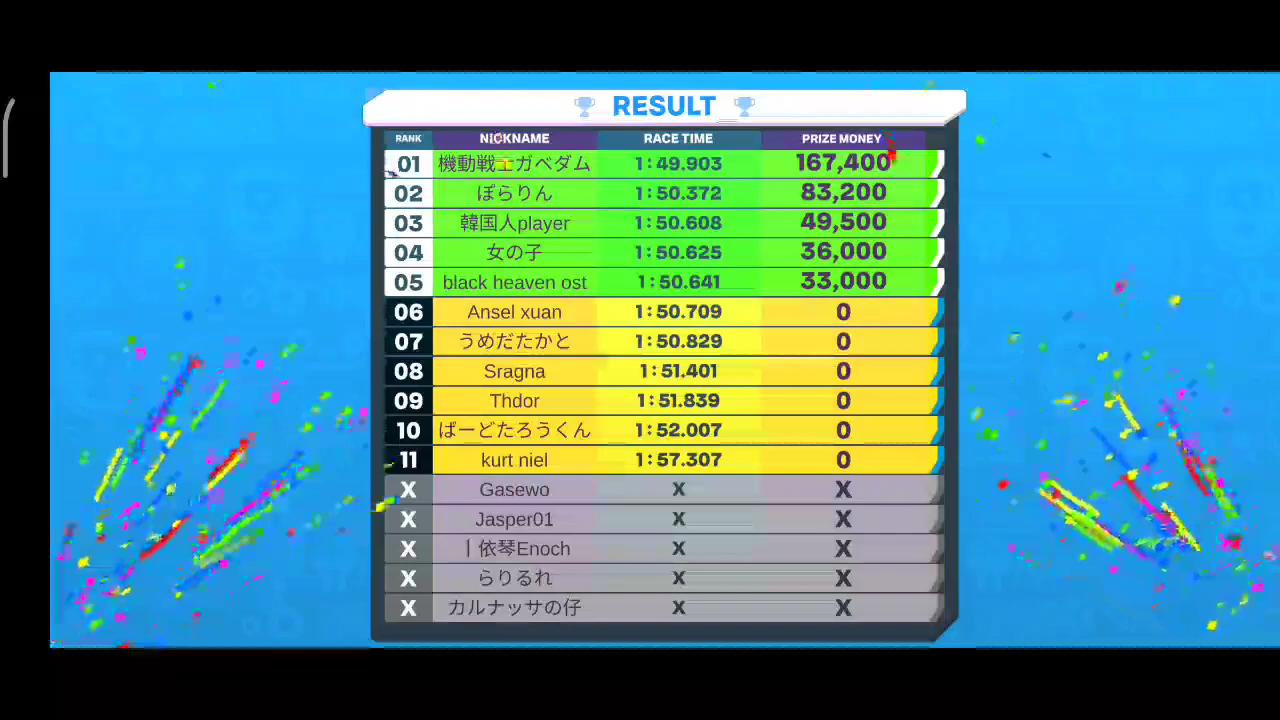 RESULT
RANK NICKNAME RACE TIME PRIZE MONEY
01 機動戦士ガベダム 1:49.903 167,400
02 ぽらりん 1:50.372 83,200
03 韓国人player 1:50.608 49,500
04 女の子 1:50.625 36,000
05 black heaven ost 1:50.641 33,000
06 Ansel xuan 1:50.709 0
07 うめだたかと 1:50.829 0
08 Sragna 1:51.401 0
09 Thdor 1:51.839 0
10 ばーどたろうくん 1:52.007 0
11 kurt niel 1:57.307 0
X Gasewo X X
X Jasper01 X X
X 丨依琴Enoch X X
X らりるれ X X
X カルナッサの仔 X X